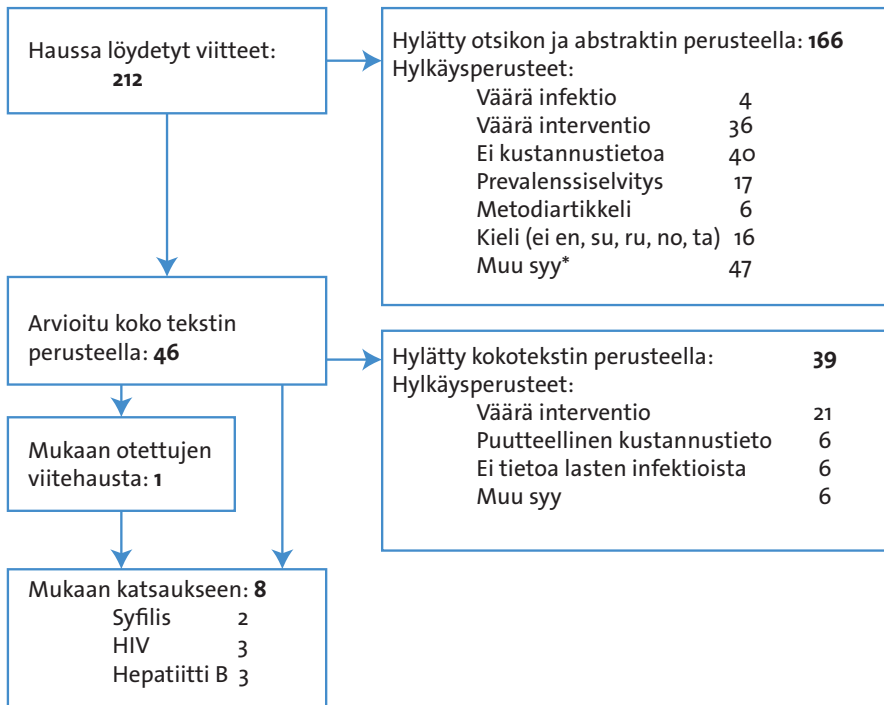 Haussa löydetyt viitteet:
212
Hylätty otsikon ja abstraktin perusteella: 166
Hylkäysperusteet:
Väärä infektio 4
Väärä interventio 36
Ei kustannustietoa 40
Prevalenssiselvitys 17
Metodiartikkeli 6
Kieli (ei en, su, ru, no, ta) 16
Muu syy* 47
Arvioitu koko tekstin
perusteella: 46
Hylätty kokotekstin perusteella: 39
Hylkäysperusteet:
Väärä interventio 21
Puutteellinen kustannustieto 6
Ei tietoa lasten infektioista 6
Muu syy 6
Mukaan otettujen
viitehausta: 1
Mukaan katsaukseen: 8
Syfilis 2
HIV 3
Hepatiitti B 3